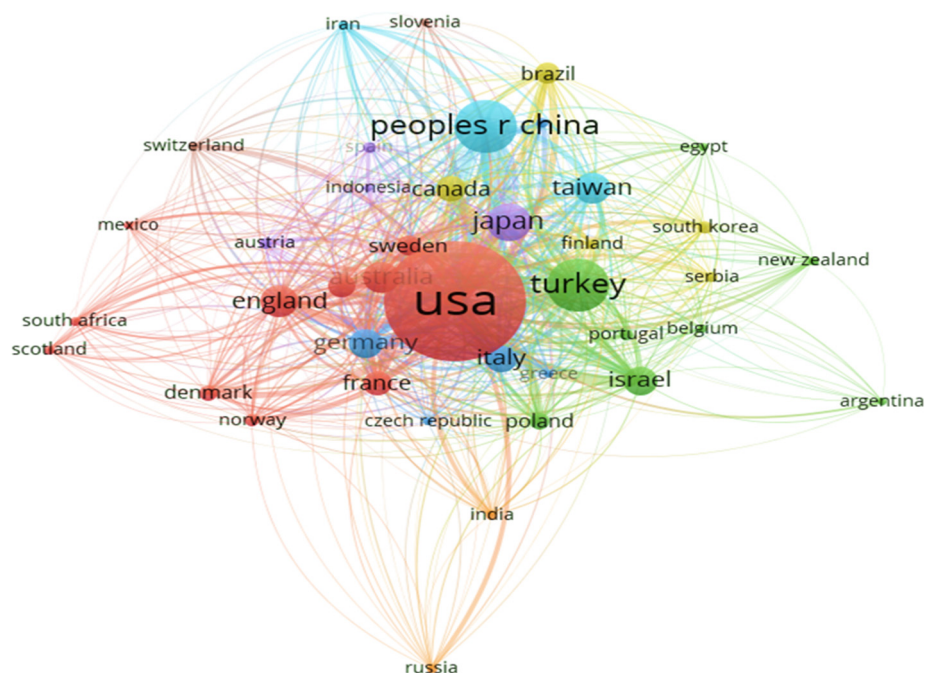 iran
slovenia
brazil
peoples r china
switzerland
spain
egypt
indonesia
canada
taiwan
mexico
japan
south korea
austria
sweden
finland
new zealand
australia
serbia
turkey
england
usa
south africa
portugal
belgium
scotland
germany
italy
greece
france
israel
denmark
argentina
norway
czech republic
poland
india
russia